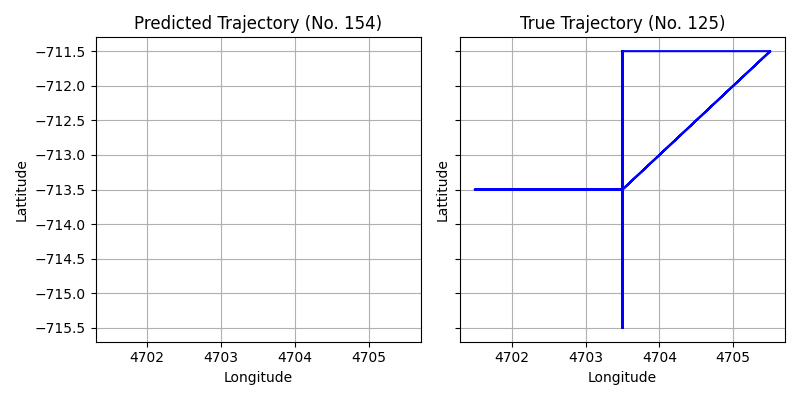 Predicted Trajectory (No. 154)
True Trajectory (No. 125)
−711.5
−712.0
−712.5
−713.0
−713.5
−714.0
−714.5
−715.0
−715.5
Lattitude
Lattitude
4702 4703 4704 4705
4702 4703 4704 4705
Longitude
Longitude